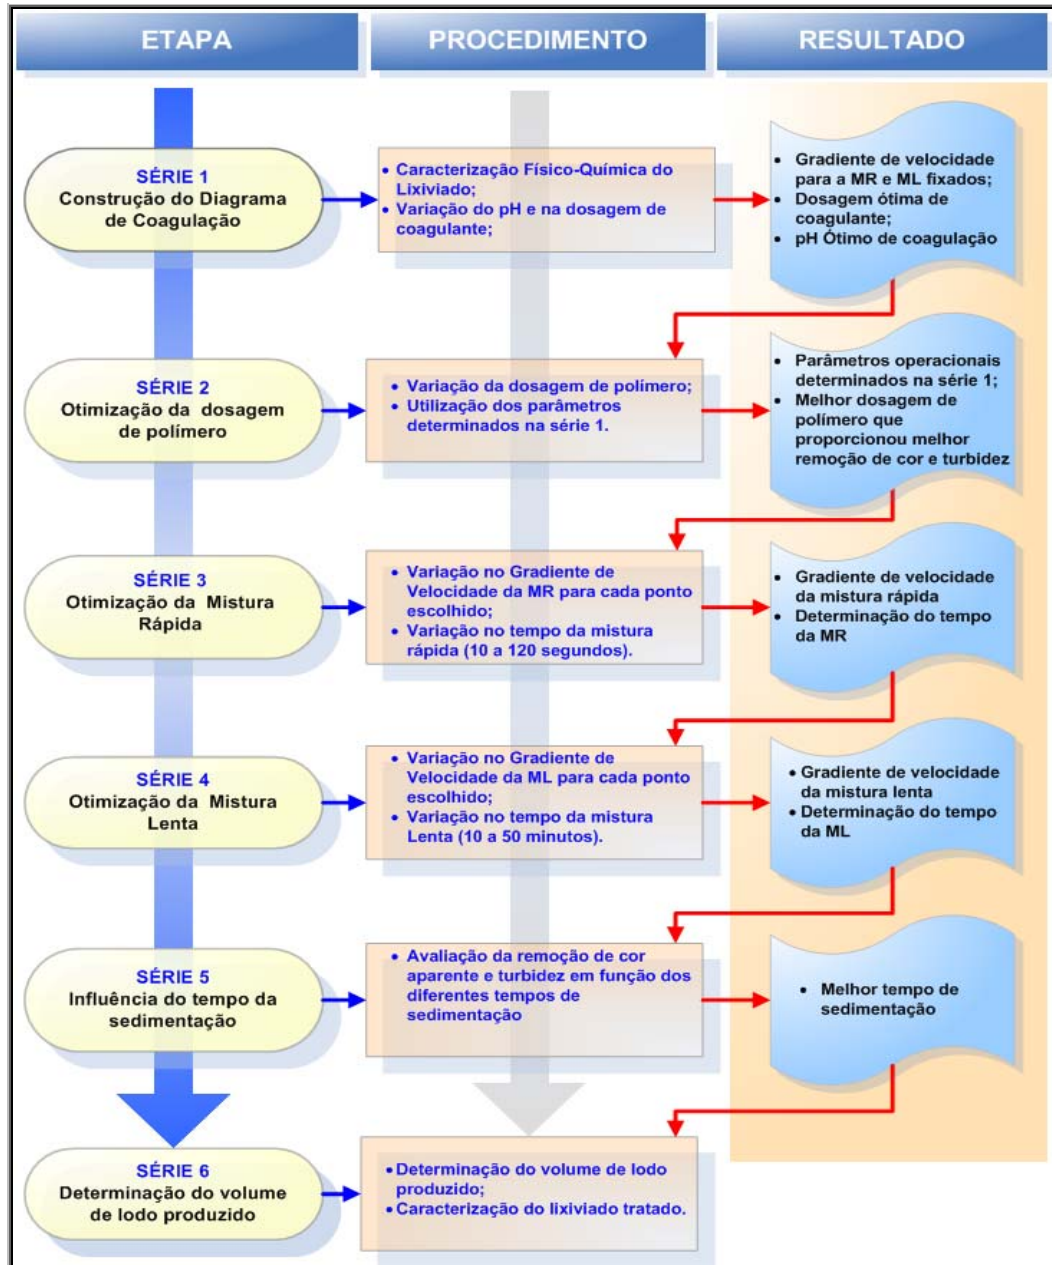 ETAPA
PROCEDIMENTO
RESULTADO
SÉRIE 1
Construção do Diagrama
de Coagulação
• Caracterização Físico-Química do
Lixiviado;
• Variação do pH e na dosagem de
coagulante;
• Gradiente de velocidade
para a MR e ML fixados;
• Dosagem ótima de
coagulante;
• pH Ótimo de coagulação
SÉRIE 2
Otimização da dosagem
de polímero
• Variação da dosagem de polímero;
• Utilização dos parâmetros
determinados na série 1.
• Parâmetros operacionais
determinados na série 1;
• Melhor dosagem de
polímero que
proporcionou melhor
remoção de cor e turbidez
SÉRIE 3
Otimização da Mistura
Rápida
• Variação no Gradiente de
Velocidade da MR para cada ponto
escolhido;
• Variação no tempo da mistura
rápida (10 a 120 segundos).
• Gradiente de velocidade
da mistura rápida
• Determinação do tempo
da MR
SÉRIE 4
Otimização da Mistura
Lenta
• Variação no Gradiente de
Velocidade da ML para cada ponto
escolhido;
• Variação no tempo da mistura
Lenta (10 a 50 minutos).
• Gradiente de velocidade
da mistura lenta
• Determinação do tempo
da ML
SÉRIE 5
Influência do tempo da
sedimentação
• Avaliação da remoção de cor
aparente e turbidez em função dos
diferentes tempos de
sedimentação
• Melhor tempo de
sedimentação
SÉRIE 6
Determinação do volume
de lodo produzido
• Determinação do volume de lodo
produzido;
• Caracterização do lixiviado tratado.